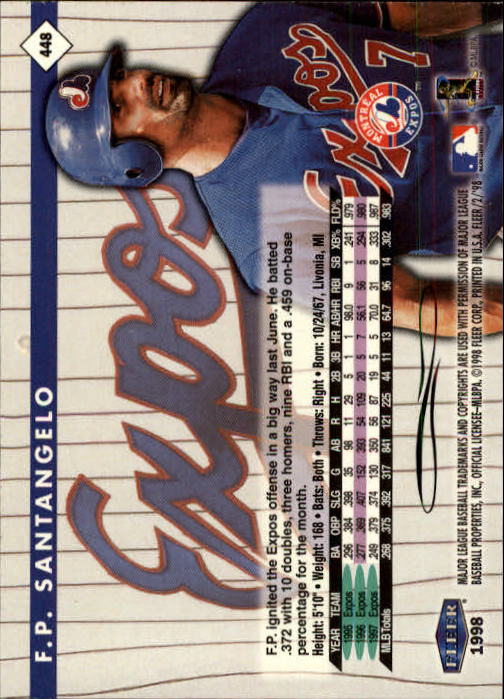 448
F.P. SANTANGELO
Expos
Expos
7
MONTREAL
EXPOS
F.P. ignited the Expos offense in a big way last June. He batted
.372 with 10 doubles, three homers, nine RBI and a .459 on-base
percentage for the month.
Height: 5'10" • Weight: 168 • Bats: Both • Throws: Right • Born: 10/24/67, Livonia, MI
YEAR TEAM BA OBP SLG G AB R H 2B 3B HR AB/HR RBI SB XB% FLD%
1995 Expos .296 .384 .398 35 98 11 29 5 1 1 98.0 9 1 .241 .979
1996 Expos .277 .369 .407 152 393 54 109 20 5 7 56.1 56 5 .294 .980
1997 Expos .249 .379 .374 130 350 56 87 19 5 5 70.0 31 8 .333 .987
MLB Totals .268 .375 .392 317 841 121 225 44 11 13 64.7 96 14 .302 .983
FLEER
1998
MAJOR LEAGUE BASEBALL TRADEMARKS AND COPYRIGHTS ARE USED WITH PERMISSION OF MAJOR LEAGUE
BASEBALL PROPERTIES, INC. OFFICIAL LICENSEE-MLBPA. © 1998 FLEER CORP. PRINTED IN U.S.A. FLEER/2/'98